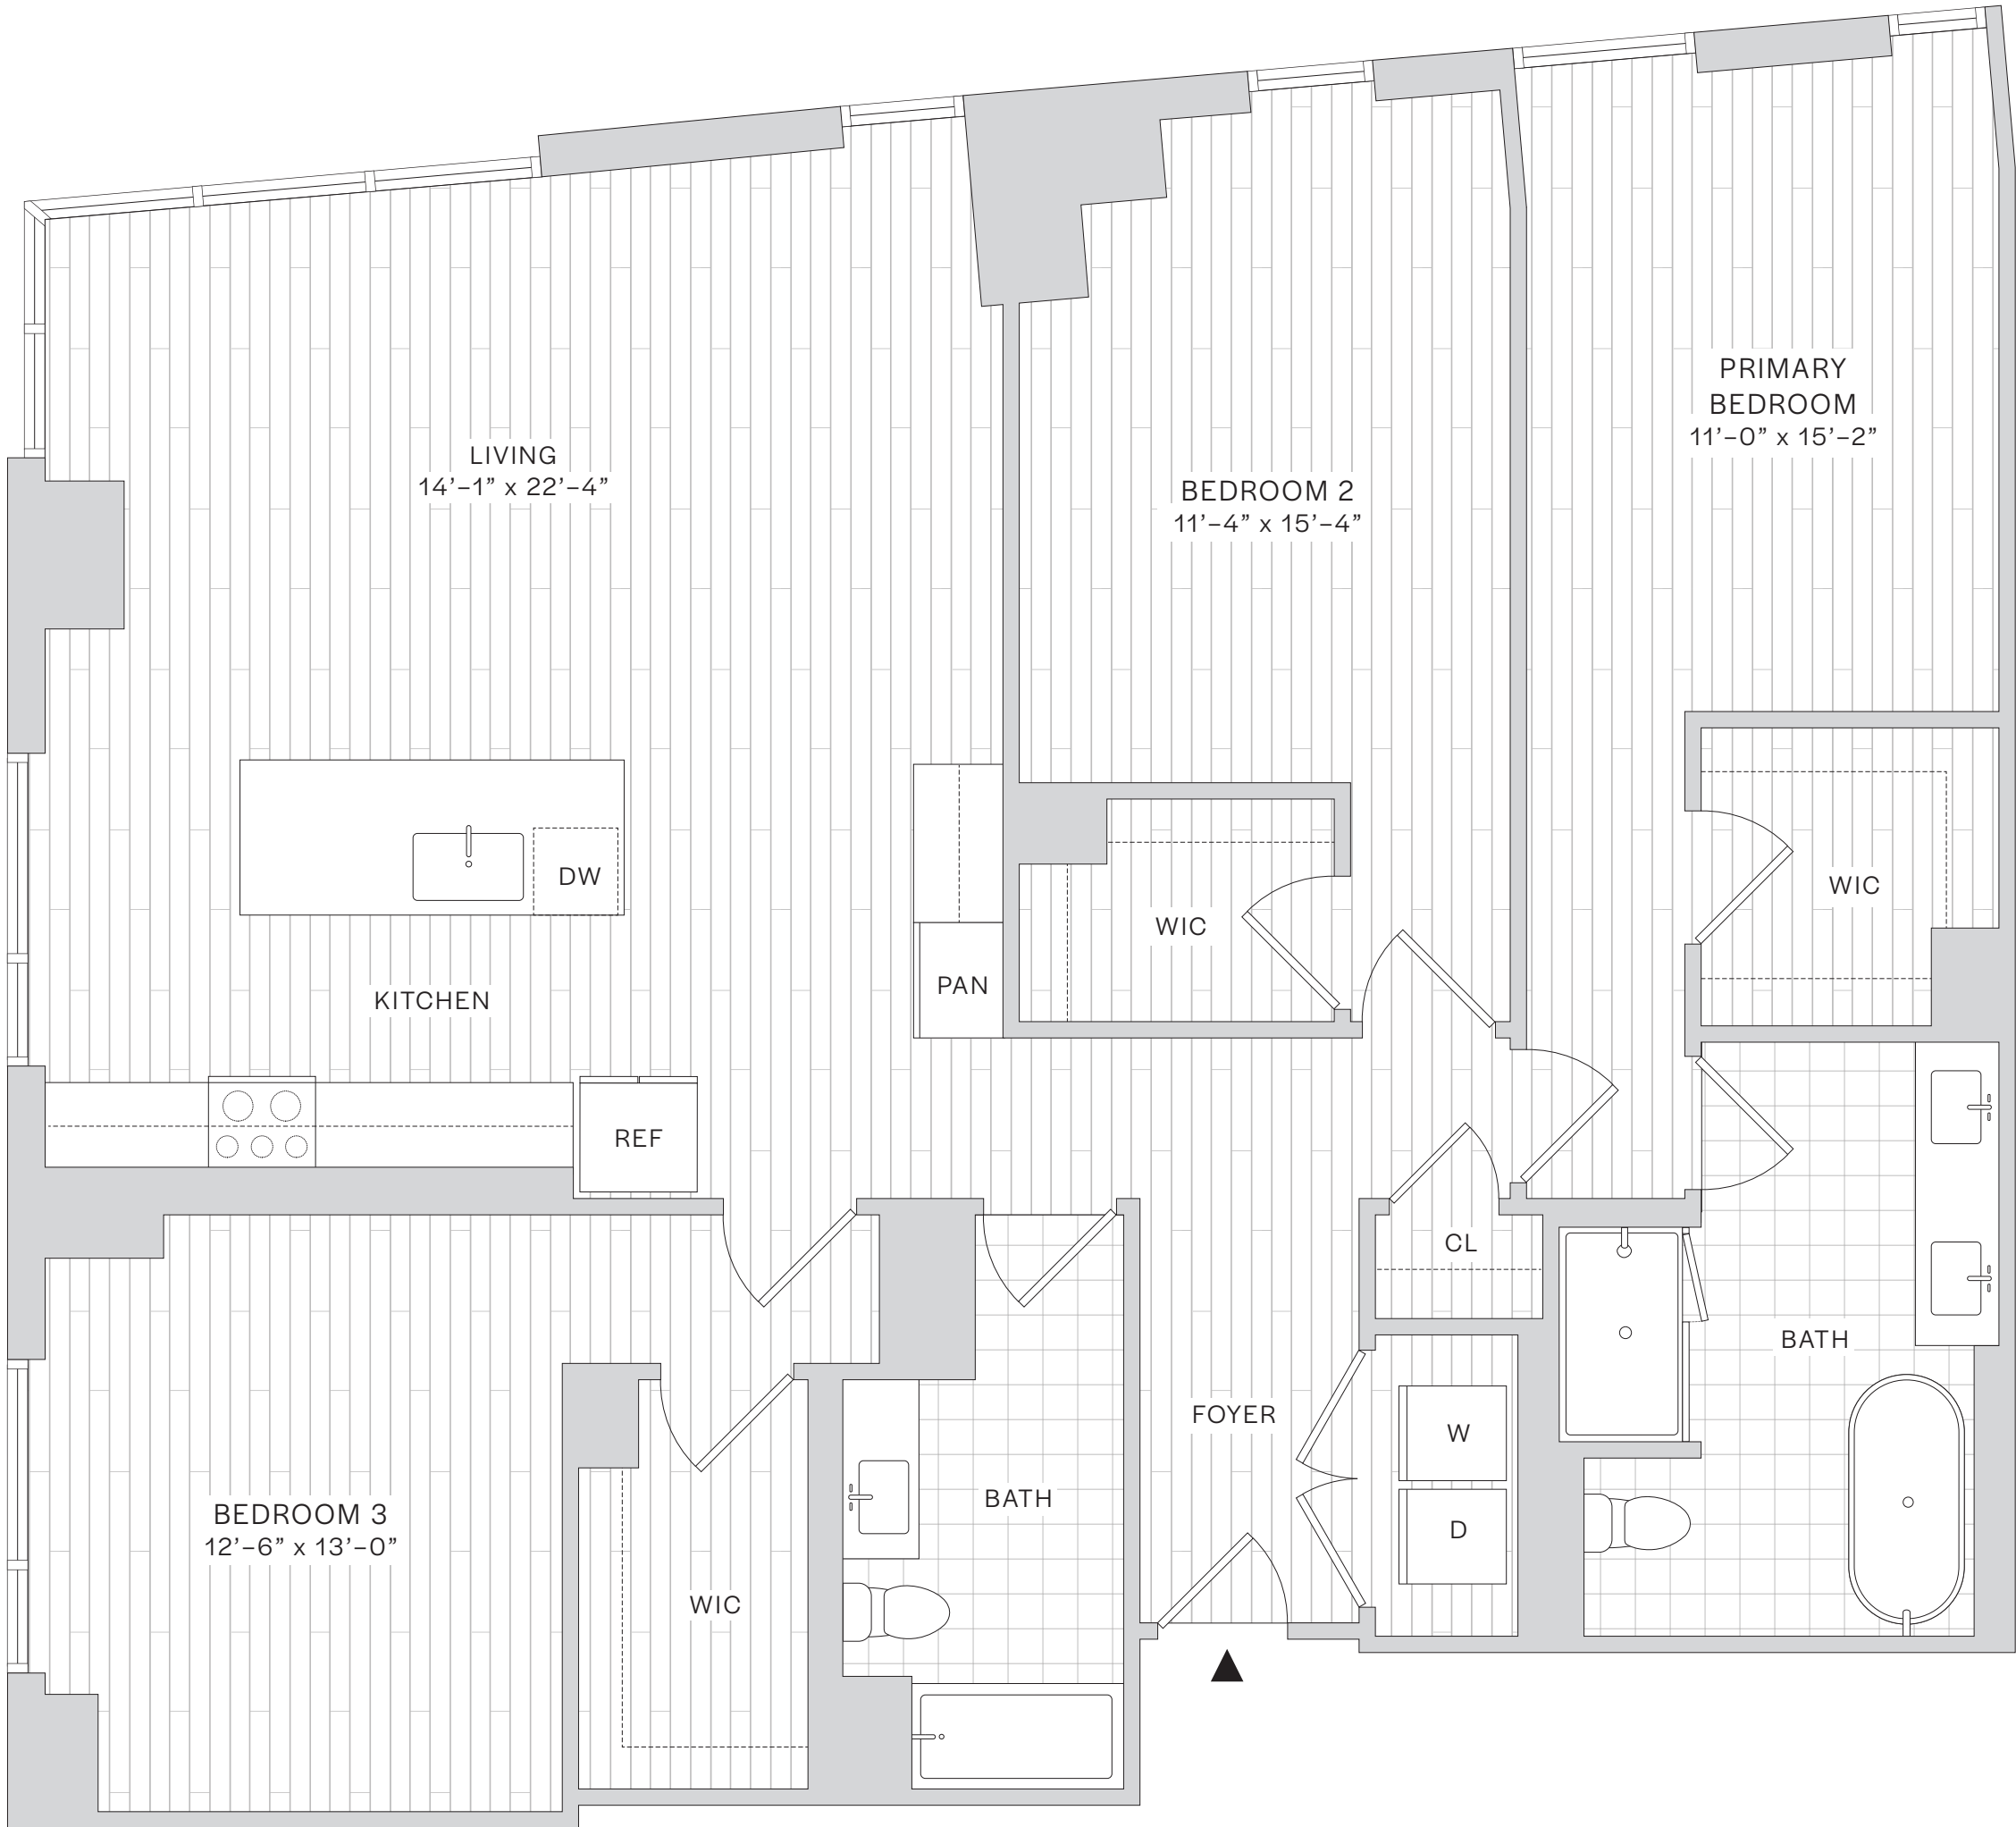 PRIMARY
BEDROOM
11’–0” x 15’–2”
LIVING
14’–1” x 22’–4”
BEDROOM 2
11’–4” x 15’–4”
DW
WIC
WIC
PAN
KITCHEN
REF
CL
BATH
FOYER
W
BATH
D
BEDROOM 3
12’–6” x 13’–0”
WIC